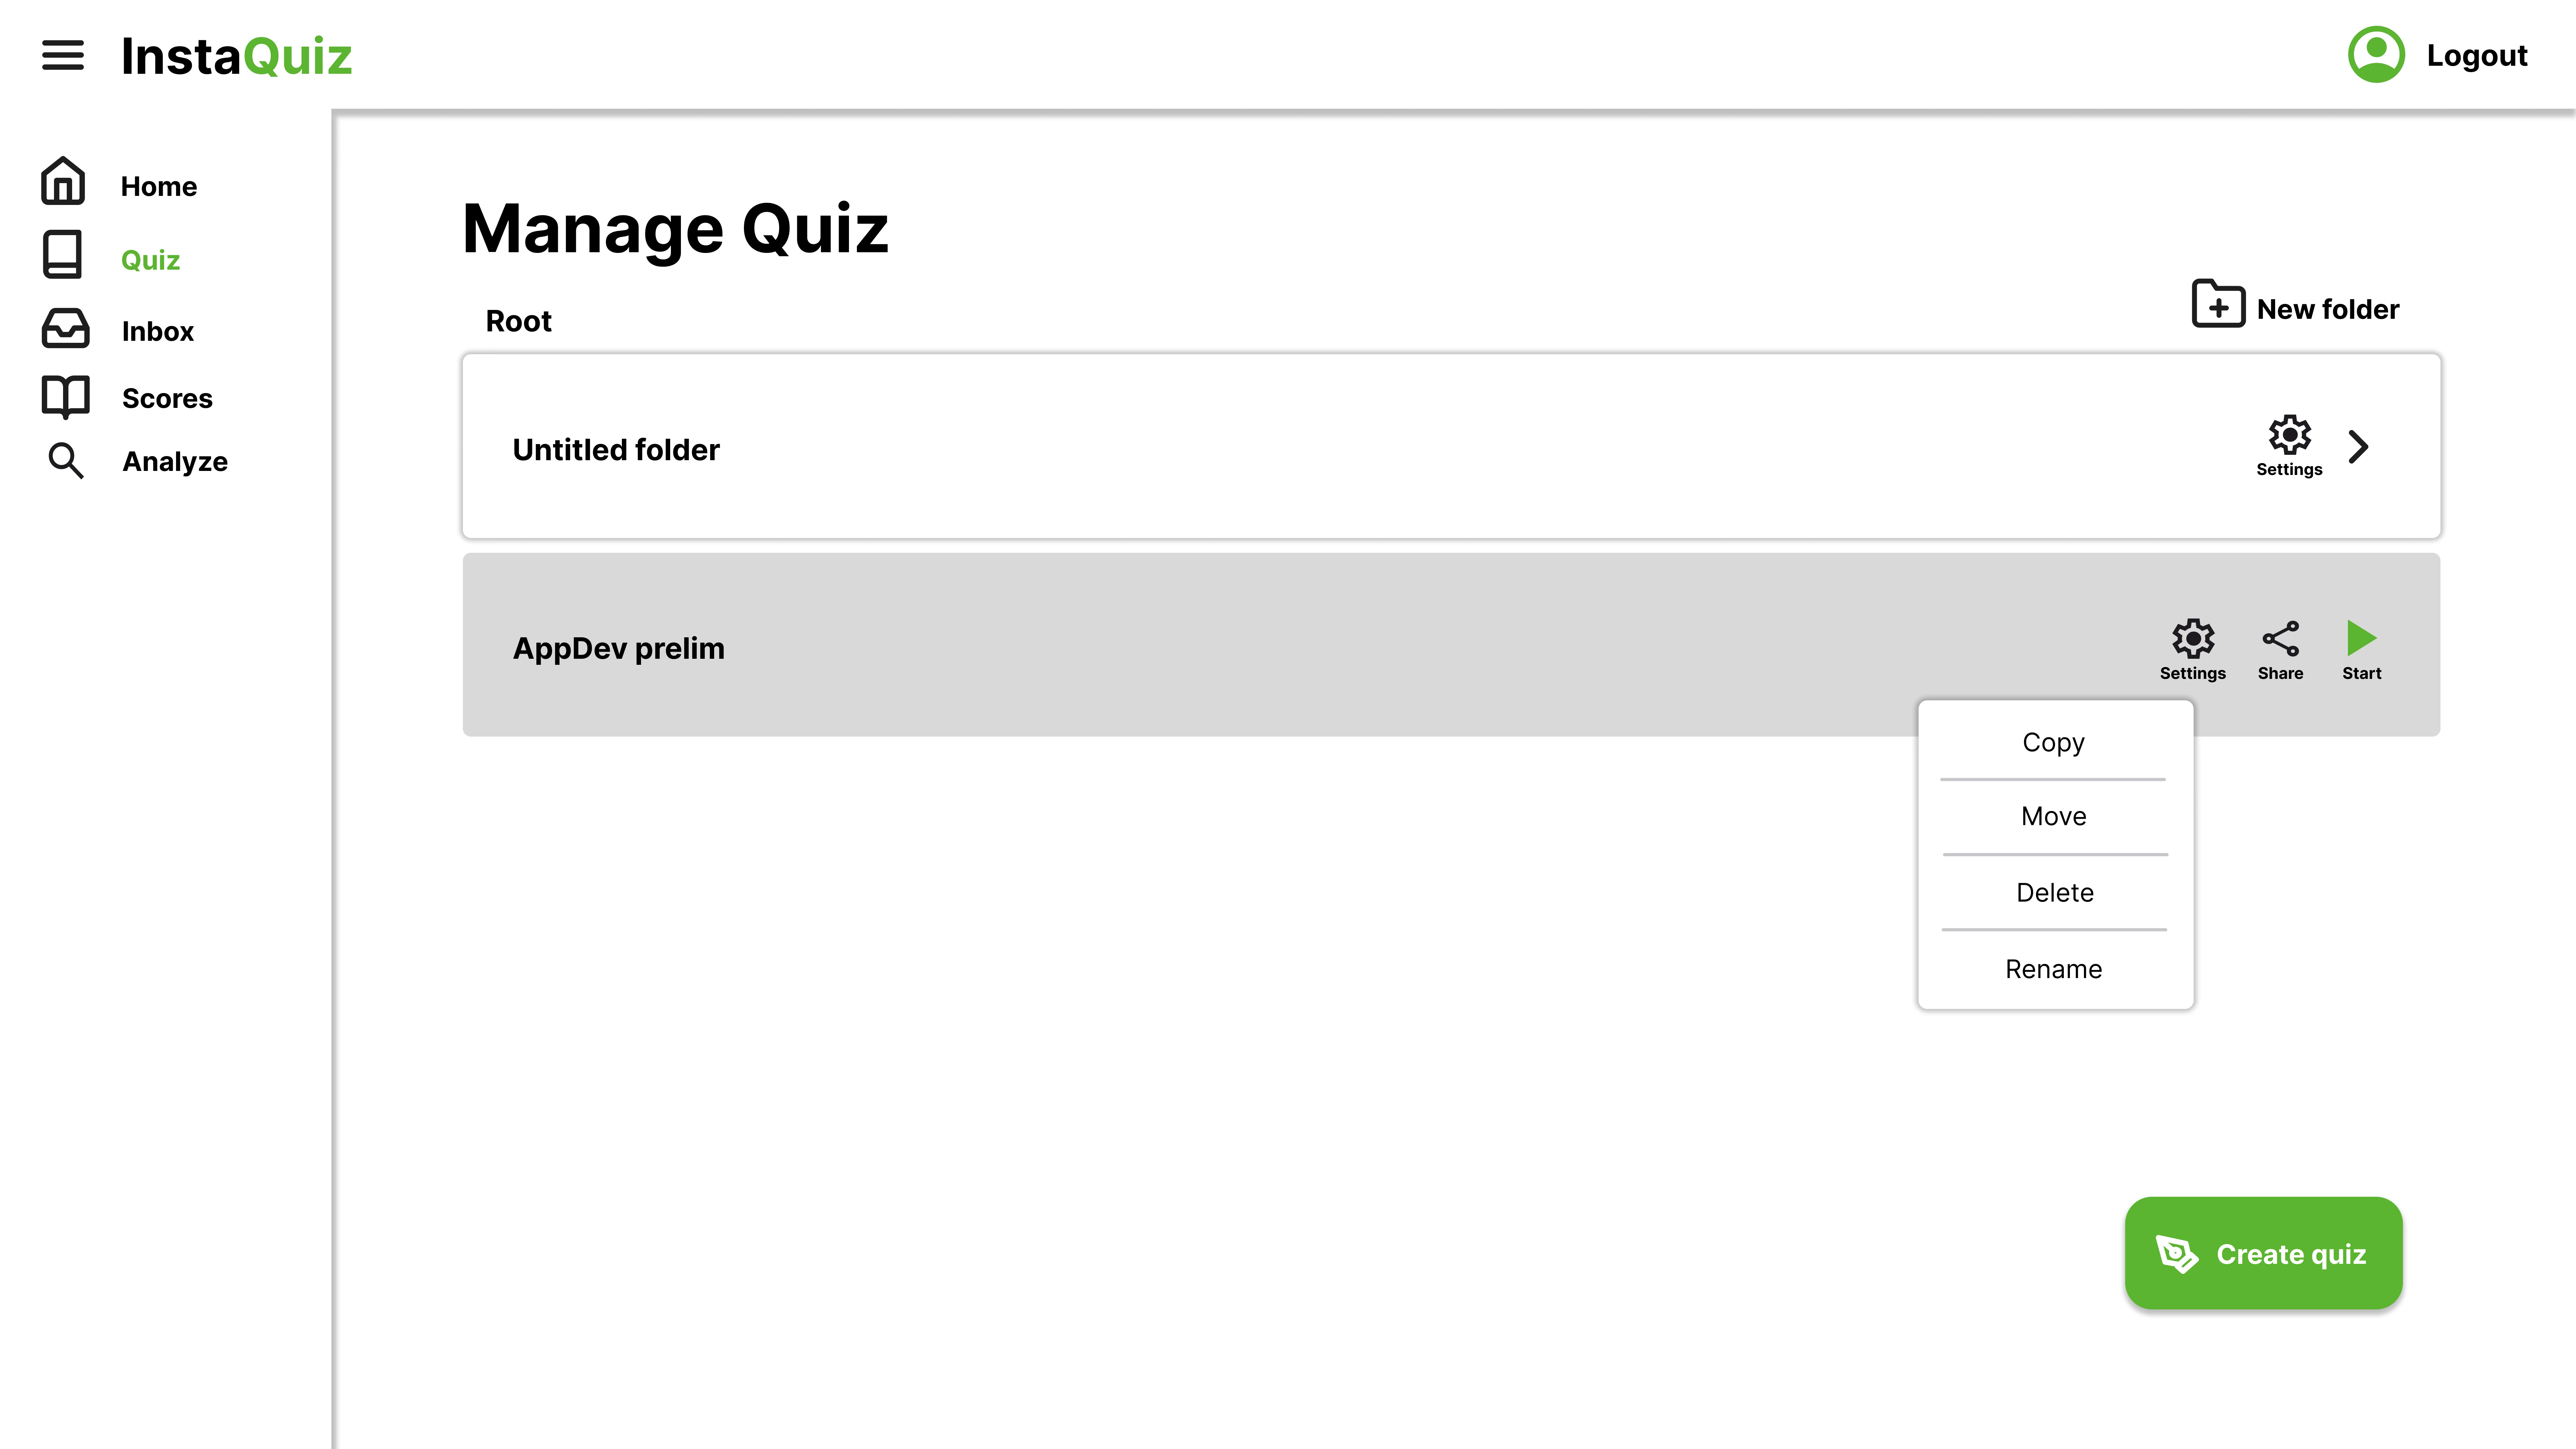 InstaQuiz
Logout
Home
Quiz
Inbox
Scores
Analyze
Manage Quiz
Root
New folder
Untitled folder
Settings
AppDev prelim
Settings
Share
Start
Copy
Move
Delete
Rename
Create quiz